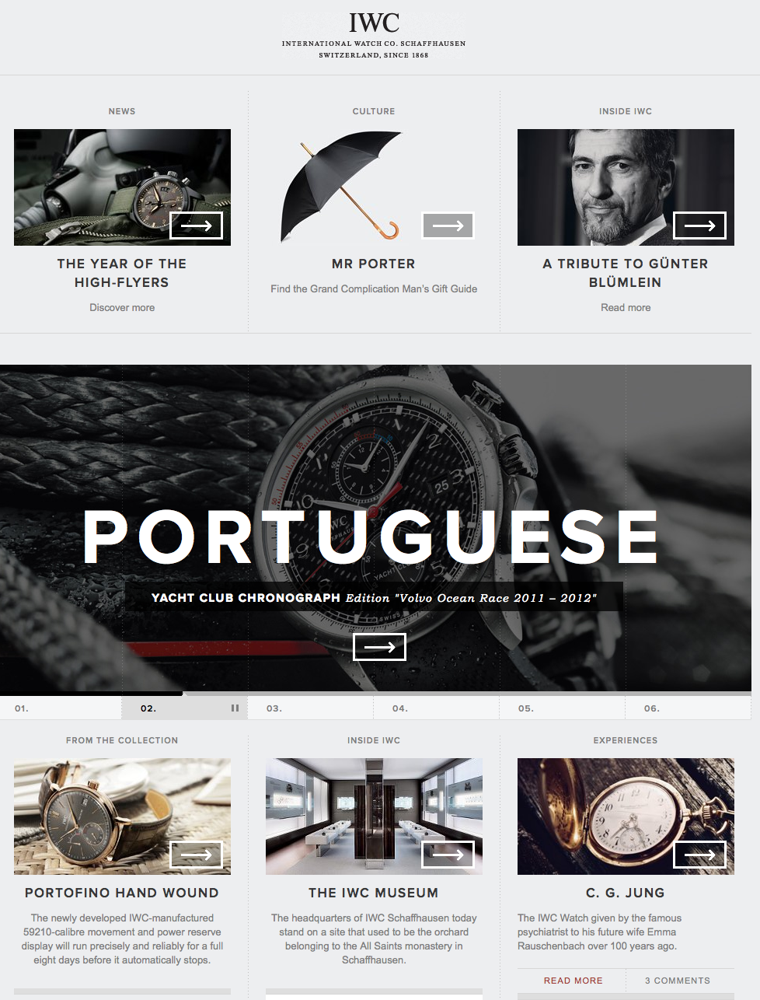 IWC
INTERNATIONAL WATCH CO. SCHAFFHAUSEN
SWITZERLAND, SINCE 1868
NEWS
THE YEAR OF THE
HIGH-FLYERS
Discover more
CULTURE
MR PORTER
Find the Grand Complication Man's Gift Guide
INSIDE IWC
A TRIBUTE TO GÜNTER
BLÜMLEIN
Read more
PORTUGUESE
YACHT CLUB CHRONOGRAPH Edition "Volvo Ocean Race 2011 – 2012"
01.
02.
03.
04.
05.
06.
FROM THE COLLECTION
PORTOFINO HAND WOUND
The newly developed IWC-manufactured
59210-calibre movement and power reserve
display will run precisely and reliably for a full
eight days before it automatically stops.
INSIDE IWC
THE IWC MUSEUM
The headquarters of IWC Schaffhausen today
stand on a site that used to be the orchard
belonging to the All Saints monastery in
Schaffhausen.
EXPERIENCES
C. G. JUNG
The IWC Watch given by the famous
psychiatrist to his future wife Emma
Rauschenbach over 100 years ago.
READ MORE
3 COMMENTS